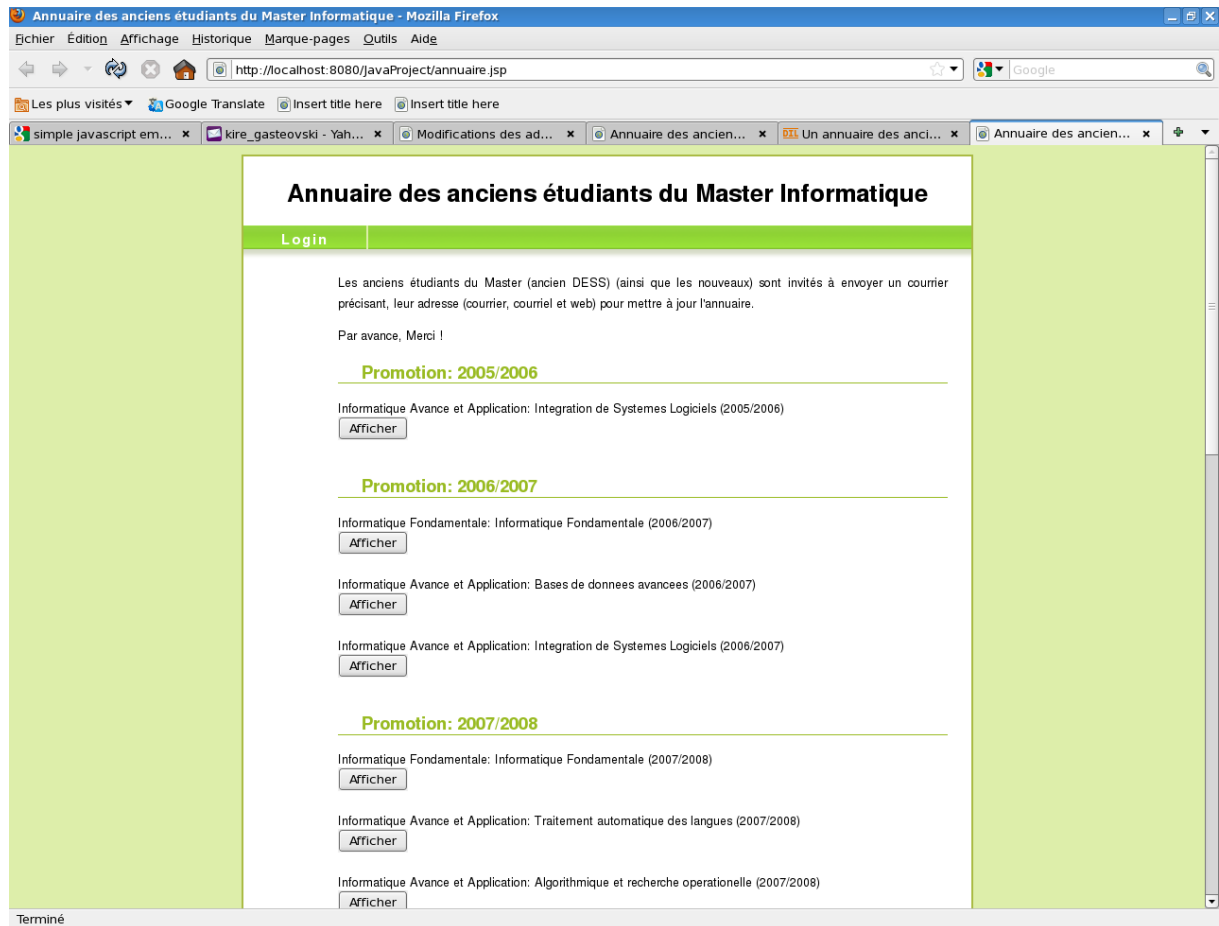 Annuaire des anciens étudiants du Master Informatique - Mozilla Firefox
Fichier Édition Affichage Historique Marque-pages Outils Aide
http://localhost:8080/JavaProject/annuaire.jsp
Google
Les plus visités Google Translate Insert title here Insert title here
simple javascript em... kire_gasteovski - Yah... Modifications des ad... Annuaire des ancien... Un annuaire des anci... Annuaire des ancien...
Annuaire des anciens étudiants du Master Informatique
Login
Les anciens étudiants du Master (ancien DESS) (ainsi que les nouveaux) sont invités à envoyer un courrier
précisant, leur adresse (courrier, courriel et web) pour mettre à jour l'annuaire.
Par avance, Merci !
Promotion: 2005/2006
Informatique Avance et Application: Integration de Systemes Logiciels (2005/2006)
Afficher
Promotion: 2006/2007
Informatique Fondamentale: Informatique Fondamentale (2006/2007)
Afficher
Informatique Avance et Application: Bases de donnees avancees (2006/2007)
Afficher
Informatique Avance et Application: Integration de Systemes Logiciels (2006/2007)
Afficher
Promotion: 2007/2008
Informatique Fondamentale: Informatique Fondamentale (2007/2008)
Afficher
Informatique Avance et Application: Traitement automatique des langues (2007/2008)
Afficher
Informatique Avance et Application: Algorithmique et recherche operationelle (2007/2008)
Afficher
Terminé